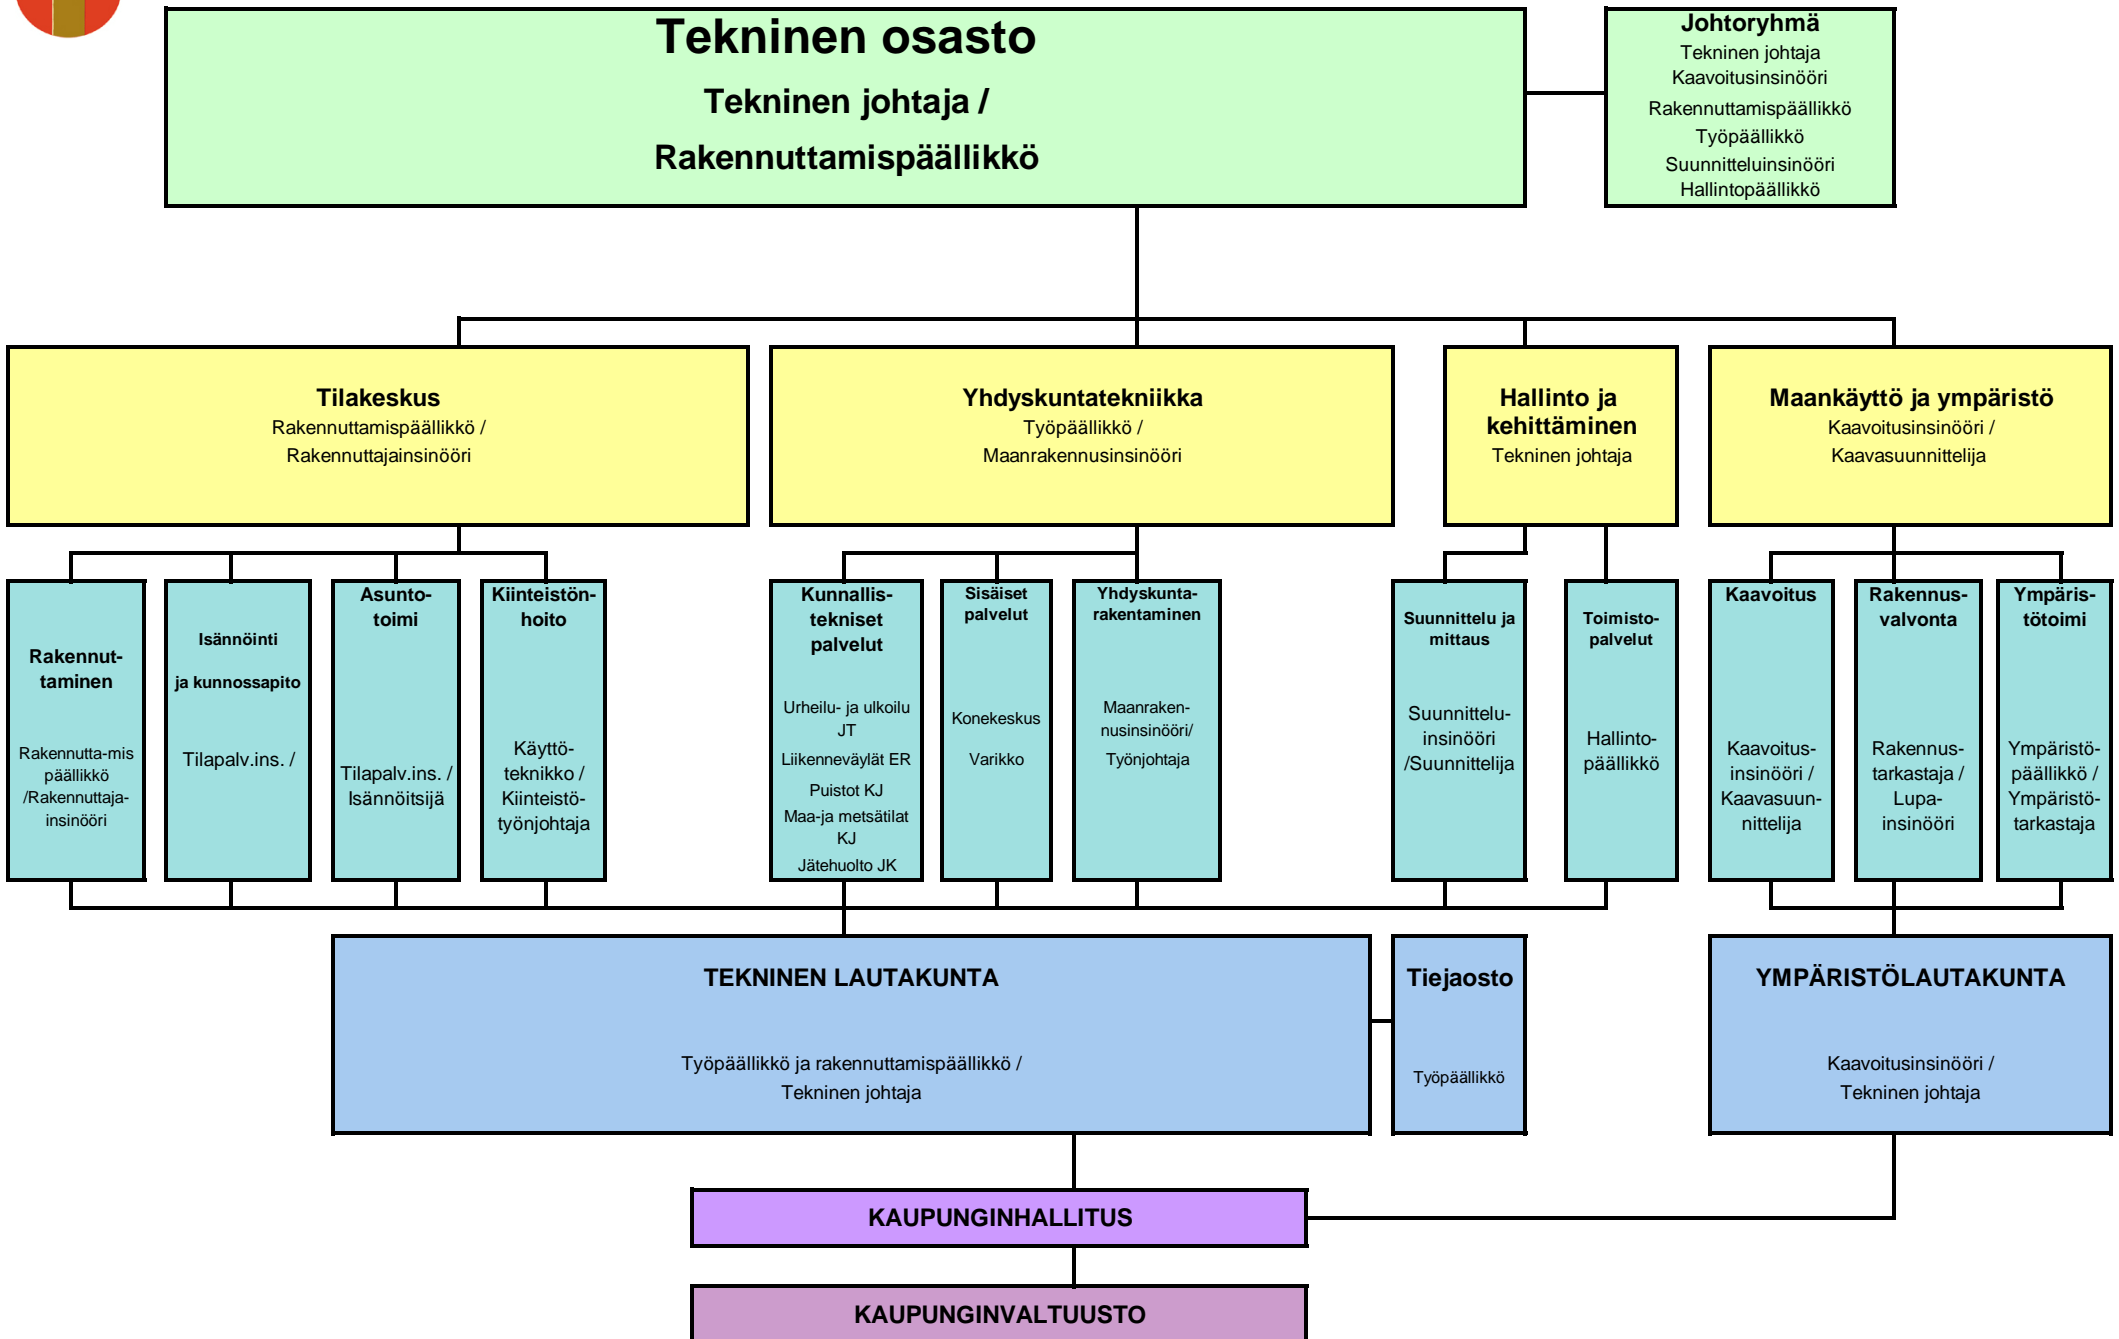 Tekninen osasto
Tekninen johtaja /
Rakennuttamispäällikkö
Johtoryhmä
Tekninen johtaja
Kaavoitusinsinööri
Rakennuttamispäällikkö
Työpäällikkö
Suunnitteluinsinööri
Hallintopäällikkö
Tilakeskus
Rakennuttamispäällikkö /
Rakennuttajainsinööri
Yhdyskuntatekniikka
Työpäällikkö /
Maanrakennusinsinööri
Hallinto ja
kehittäminen
Tekninen johtaja
Maankäyttö ja ympäristö
Kaavoitusinsinööri /
Kaavasuunnittelija
Rakennut-
taminen
Rakennutta-mis
päällikkö
/Rakennuttaja-
insinööri
Isännöinti
ja kunnossapito
Tilapalv.ins. /
Asunto-
toimi
Tilapalv.ins. /
Isännöitsijä
Kiinteistön-
hoito
Käyttö-
teknikko /
Kiinteistö-
työnjohtaja
Kunnallis-
tekniset
palvelut
Urheilu- ja ulkoilu
JT
Liikenneväylät ER
Puistot KJ
Maa-ja metsätilat
KJ
Jätehuolto JK
Sisäiset
palvelut
Konekeskus
Varikko
Yhdyskunta-
rakentaminen
Maanraken-
nusinsinööri/
Työnjohtaja
Suunnittelu ja
mittaus
Suunnittelu-
insinööri
/Suunnittelija
Toimisto-
palvelut
Hallinto-
päällikkö
Kaavoitus
Kaavoitus-
insinööri /
Kaavasuun-
nittelija
Rakennus-
valvonta
Rakennus-
tarkastaja /
Lupa-
insinööri
Ympäris-
tötoimi
Ympäristö-
päällikkö /
Ympäristö-
tarkastaja
TEKNINEN LAUTAKUNTA
Työpäällikkö ja rakennuttamispäällikkö /
Tekninen johtaja
Tiejaosto
Työpäällikkö
YMPÄRISTÖLAUTAKUNTA
Kaavoitusinsinööri /
Tekninen johtaja
KAUPUNGINHALLITUS
KAUPUNGINVALTUUSTO